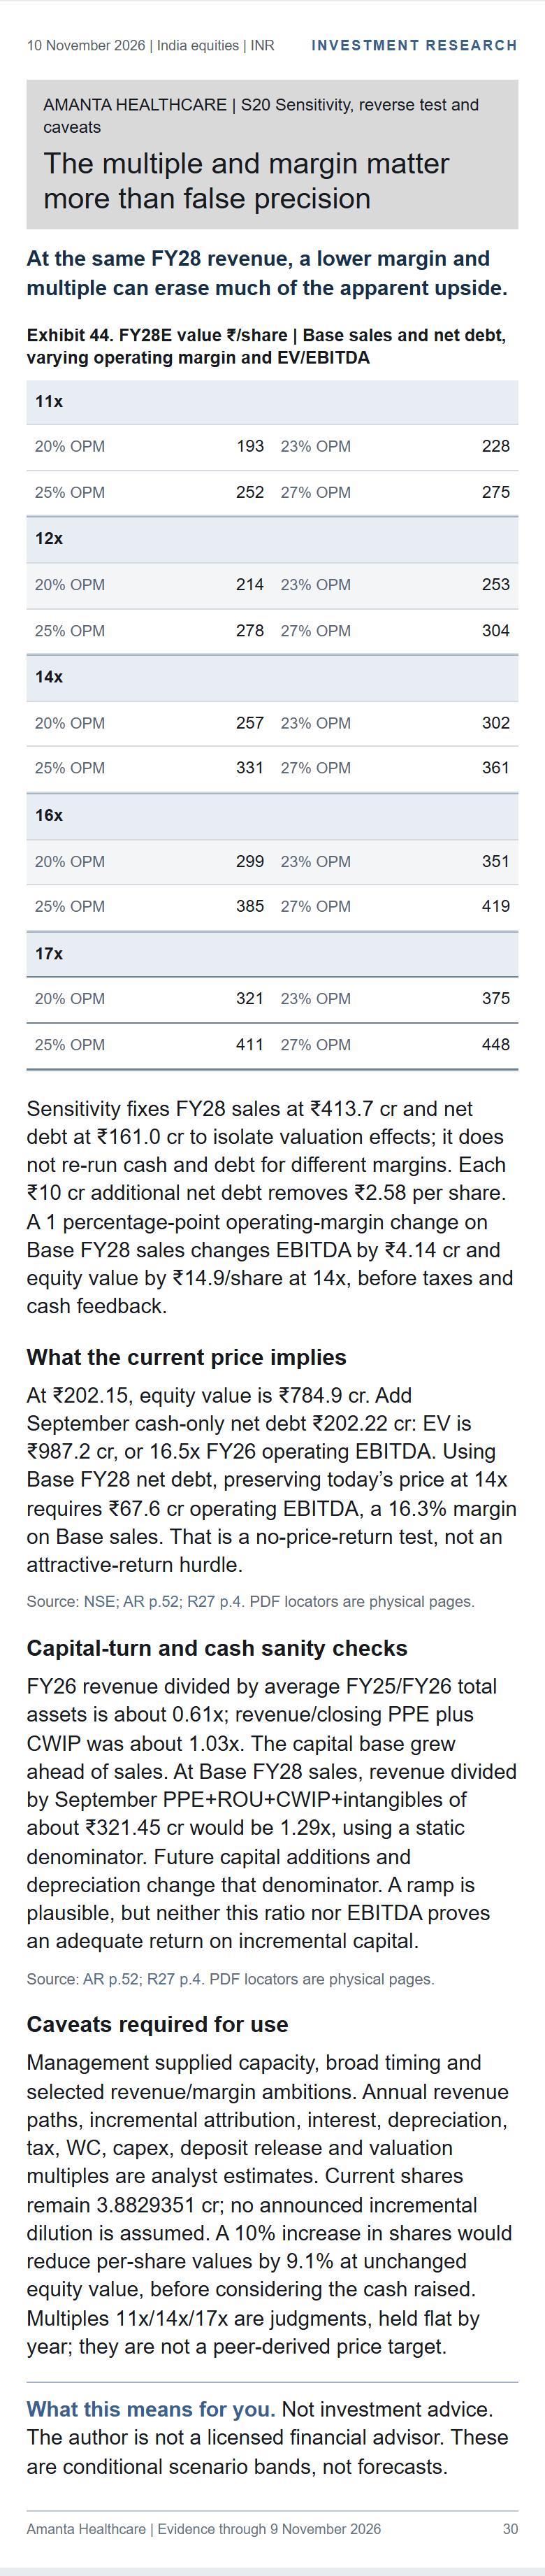 10 November 2026 | India equities | INR INVESTMENT RESEARCH
AMANTA HEALTHCARE | S20 Sensitivity, reverse test and
caveats
The multiple and margin matter
more than false precision
At the same FY28 revenue, a lower margin and
multiple can erase much of the apparent upside.
Exhibit 44. FY28E value ₹/share | Base sales and net debt,
varying operating margin and EV/EBITDA
11x
20% OPM 193 23% OPM 228
25% OPM 252 27% OPM 275
12x
20% OPM 214 23% OPM 253
25% OPM 278 27% OPM 304
14x
20% OPM 257 23% OPM 302
25% OPM 331 27% OPM 361
16x
20% OPM 299 23% OPM 351
25% OPM 385 27% OPM 419
17x
20% OPM 321 23% OPM 375
25% OPM 411 27% OPM 448
Sensitivity fixes FY28 sales at ₹413.7 cr and net
debt at ₹161.0 cr to isolate valuation effects; it does
not re-run cash and debt for different margins. Each
₹10 cr additional net debt removes ₹2.58 per share.
A 1 percentage-point operating-margin change on
Base FY28 sales changes EBITDA by ₹4.14 cr and
equity value by ₹14.9/share at 14x, before taxes and
cash feedback.
What the current price implies
At ₹202.15, equity value is ₹784.9 cr. Add
September cash-only net debt ₹202.22 cr: EV is
₹987.2 cr, or 16.5x FY26 operating EBITDA. Using
Base FY28 net debt, preserving today’s price at 14x
requires ₹67.6 cr operating EBITDA, a 16.3% margin
on Base sales. That is a no-price-return test, not an
attractive-return hurdle.
Source: NSE; AR p.52; R27 p.4. PDF locators are physical pages.
Capital-turn and cash sanity checks
FY26 revenue divided by average FY25/FY26 total
assets is about 0.61x; revenue/closing PPE plus
CWIP was about 1.03x. The capital base grew
ahead of sales. At Base FY28 sales, revenue divided
by September PPE+ROU+CWIP+intangibles of
about ₹321.45 cr would be 1.29x, using a static
denominator. Future capital additions and
depreciation change that denominator. A ramp is
plausible, but neither this ratio nor EBITDA proves
an adequate return on incremental capital.
Source: AR p.52; R27 p.4. PDF locators are physical pages.
Caveats required for use
Management supplied capacity, broad timing and
selected revenue/margin ambitions. Annual revenue
paths, incremental attribution, interest, depreciation,
tax, WC, capex, deposit release and valuation
multiples are analyst estimates. Current shares
remain 3.8829351 cr; no announced incremental
dilution is assumed. A 10% increase in shares would
reduce per-share values by 9.1% at unchanged
equity value, before considering the cash raised.
Multiples 11x/14x/17x are judgments, held flat by
year; they are not a peer-derived price target.
What this means for you. Not investment advice.
The author is not a licensed financial advisor. These
are conditional scenario bands, not forecasts.
Amanta Healthcare | Evidence through 9 November 2026 30